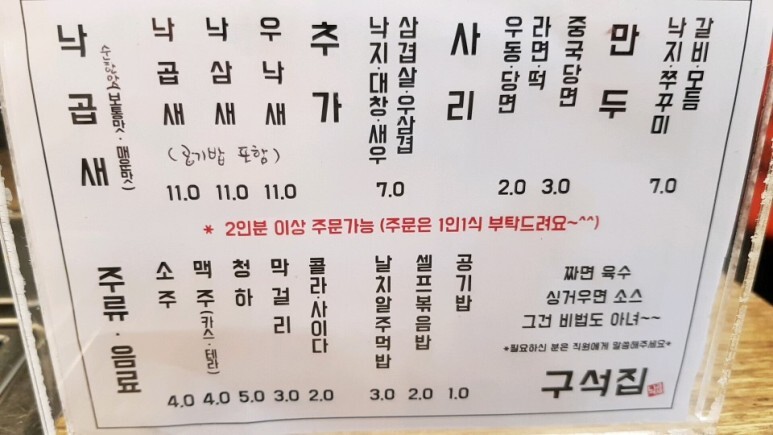 낙곱새
순한맛 보통맛·매운맛)
낙곱새
낙삼새
우낙새
(공기밥 포함)
11.0 11.0 11.0
추가
낙지·대창·새우
삼겹살·우삼겹
7.0
사리
우동·당면
라면·떡
중국당면
2.0 3.0
만두
낙지·쭈꾸미
갈비·모듬
7.0
* 2인분 이상 주문가능 (주문은 1인1식 부탁드려요~^^)
주류·음료
소주
맥주(카스·테라)
청하
막걸리
콜라·사이다
4.0 4.0 5.0 3.0 2.0
날치알주먹밥
셀프볶음밥
공기밥
3.0 2.0 1.0
짜면 육수
싱거우면 소스
그건 비법도 아녀~~
*필요하신 분은 직원에게 말씀해주세요*
구석집